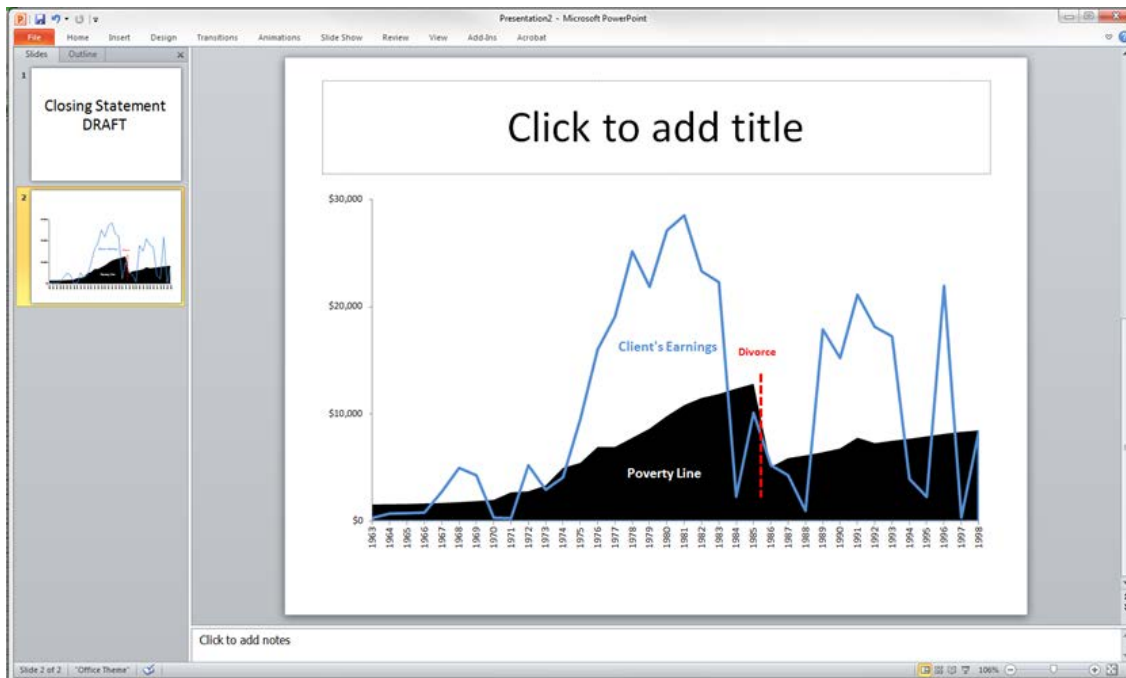 Presentation2 - Microsoft PowerPoint
File Home Insert Design Transitions Animations Slide Show Review View Add-Ins Acrobat
Slides Outline
1
Closing Statement
DRAFT
2
Click to add title
$30,000
$20,000
Client's Earnings
Divorce
$10,000
Poverty Line
$0
1963 1964 1965 1966 1967 1968 1969 1970 1971 1972 1973 1974 1975 1976 1977 1978 1979 1980 1981 1982 1983 1984 1985 1986 1987 1988 1989 1990 1991 1992 1993 1994 1995 1996 1997 1998
Click to add notes
Slide 2 of 2 "Office Theme" 106%